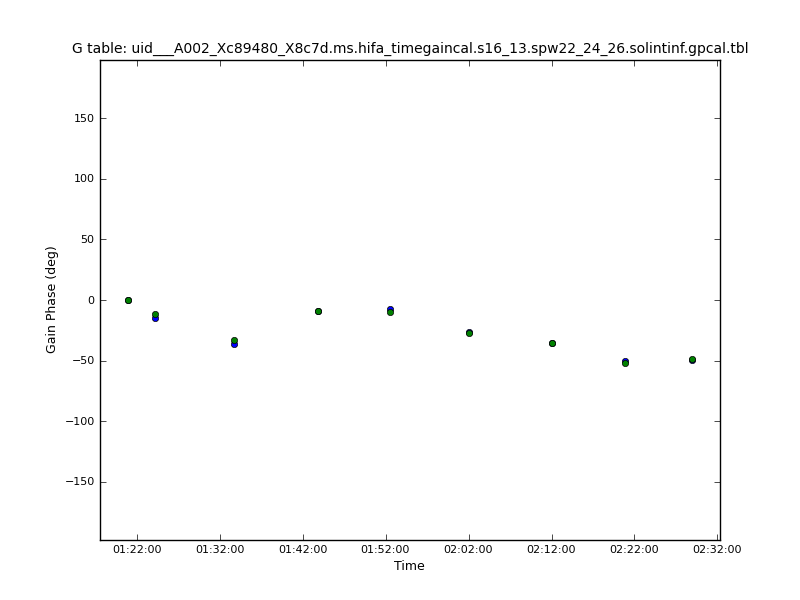 G table: uid___A002_Xc89480_X8c7d.ms.hifa_timegaincal.s16_13.spw22_24_26.solintinf.gpcal.tbl
150
100
50
0
−50
−100
−150
Gain Phase (deg)
01:22:00 01:32:00 01:42:00 01:52:00 02:02:00 02:12:00 02:22:00 02:32:00
Time